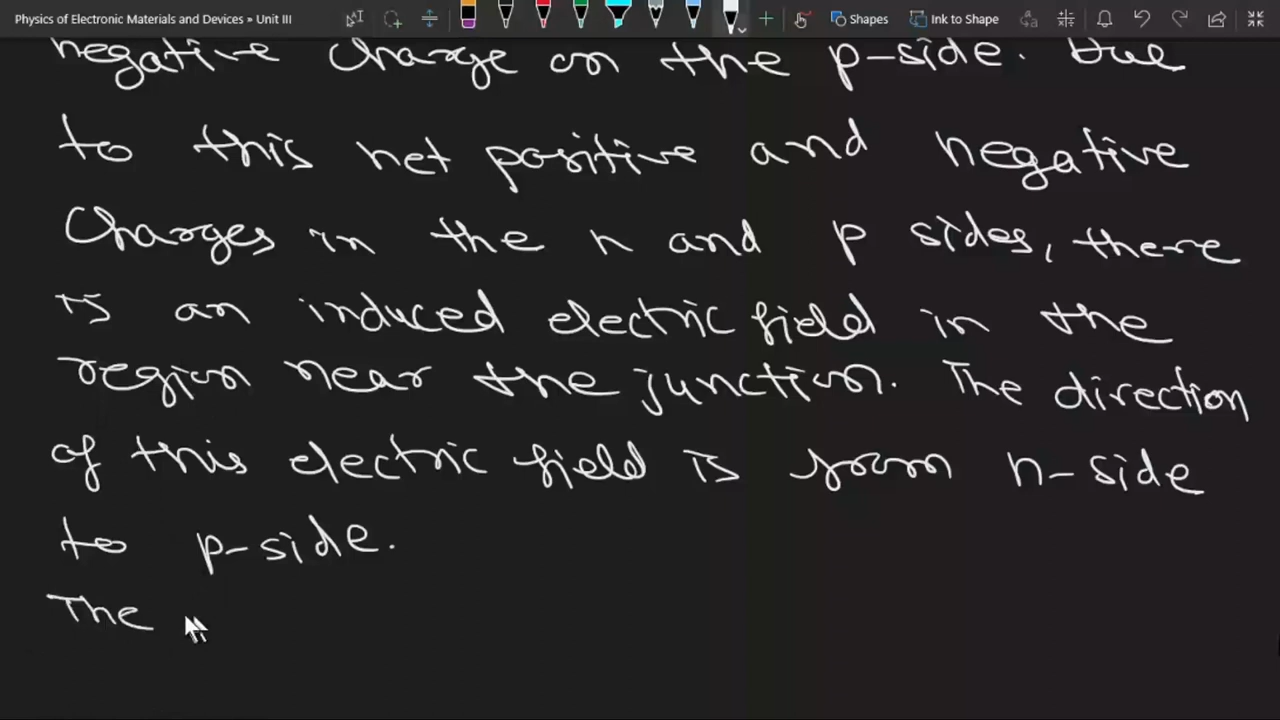 Physics of Electronic Materials and Devices » Unit III
Shapes
Ink to Shape
negative charge on the p-side. Due
to this net positive and negative
charges in the n and p sides, there
is an induced electric field in the
region near the junction. The direction
of this electric field is from n-side
to p-side.
The